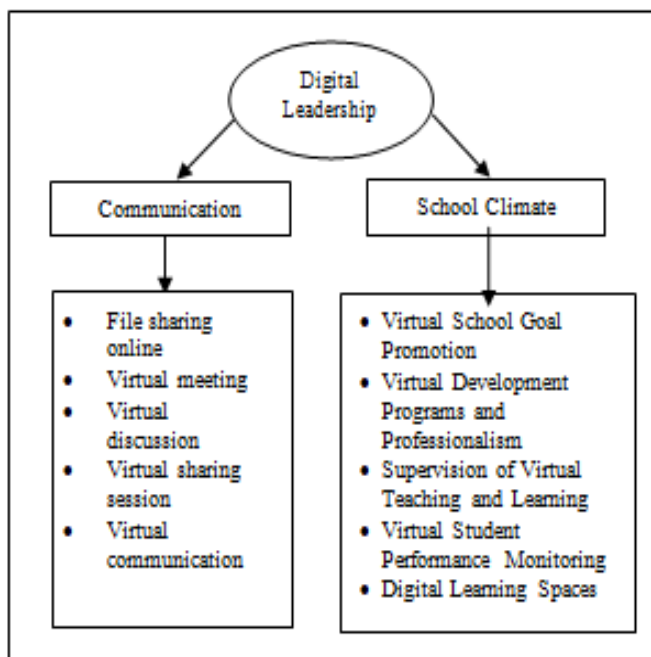 Digital
Leadership
Communication
School Climate
• File sharing
online
• Virtual meeting
• Virtual
discussion
• Virtual sharing
session
• Virtual
communication
• Virtual School Goal
Promotion
• Virtual Development
Programs and
Professionalism
• Supervision of Virtual
Teaching and Learning
• Virtual Student
Performance Monitoring
• Digital Learning Spaces